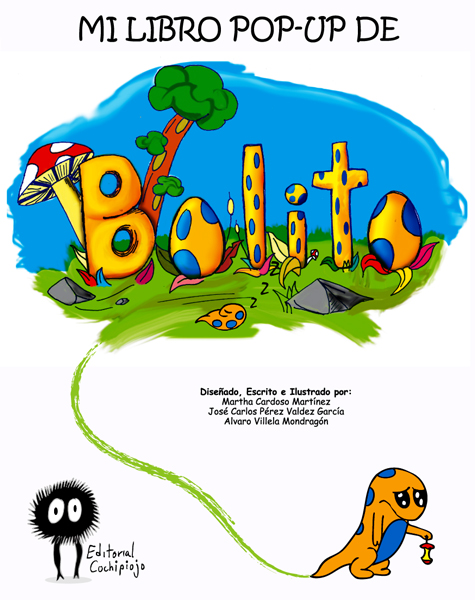 MI LIBRO POP-UP DE
Bolito
z
z
z
Diseñado, Escrito e Ilustrado por:
Martha Cardoso Martínez
José Carlos Pérez Valdez García
Alvaro Villela Mondragón
Editorial
Cochipiojo